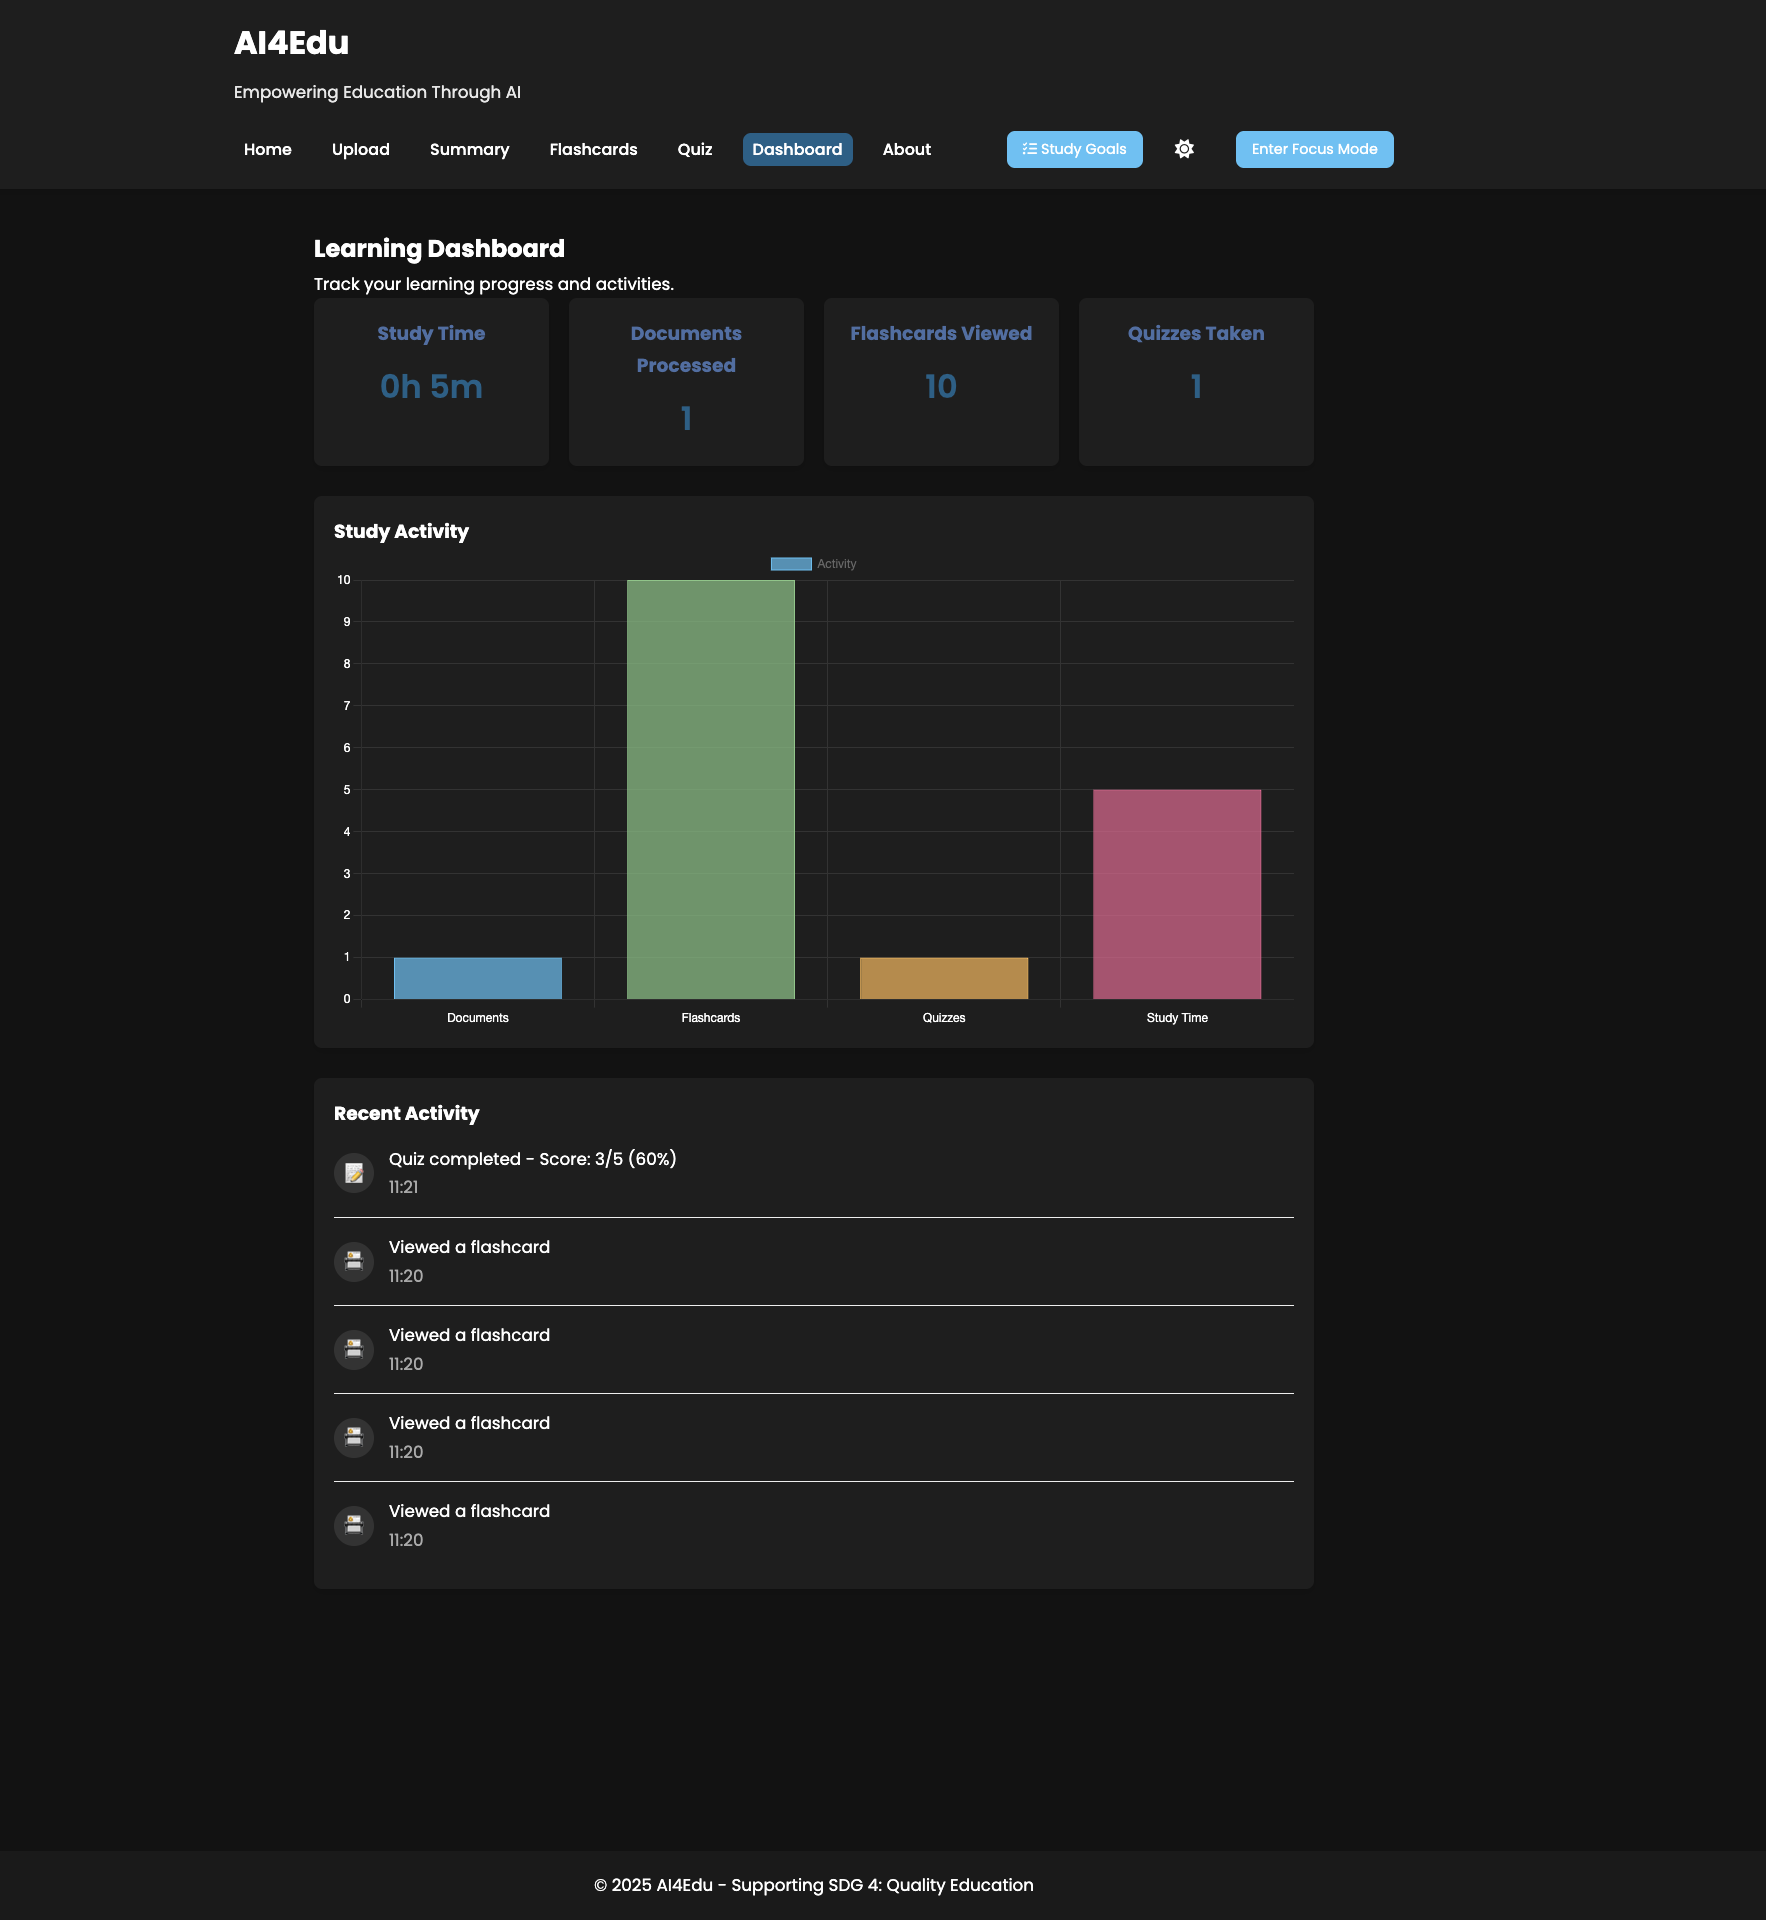 AI4Edu
Empowering Education Through AI
Home Upload Summary Flashcards Quiz Dashboard About Study Goals Enter Focus Mode
Learning Dashboard
Track your learning progress and activities.
Study Time
0h 5m
Documents
Processed
1
Flashcards Viewed
10
Quizzes Taken
1
Study Activity
Activity
10
9
8
7
6
5
4
3
2
1
0
Documents Flashcards Quizzes Study Time
Recent Activity
Quiz completed - Score: 3/5 (60%)
11:21
Viewed a flashcard
11:20
Viewed a flashcard
11:20
Viewed a flashcard
11:20
Viewed a flashcard
11:20
© 2025 AI4Edu - Supporting SDG 4: Quality Education